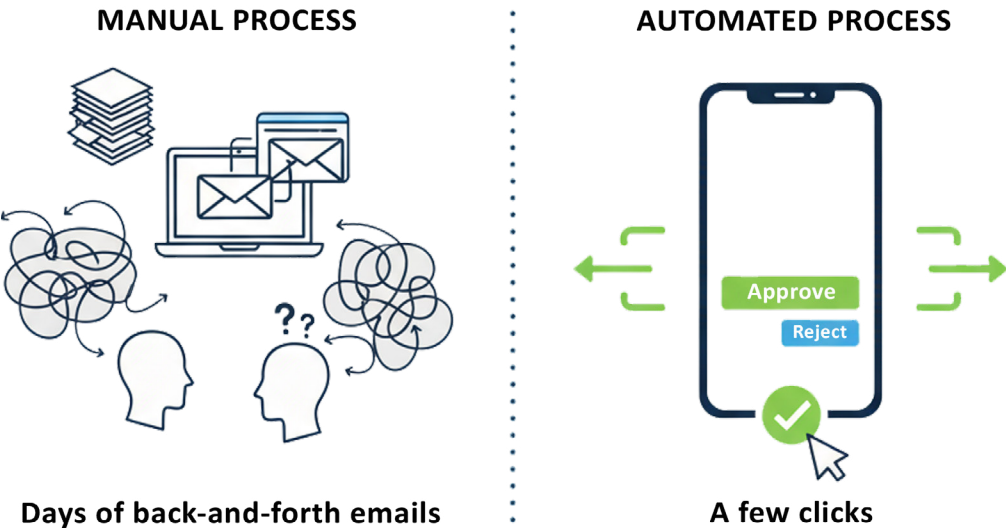 MANUAL PROCESS
AUTOMATED PROCESS
??
Approve
Reject
Days of back-and-forth emails
A few clicks